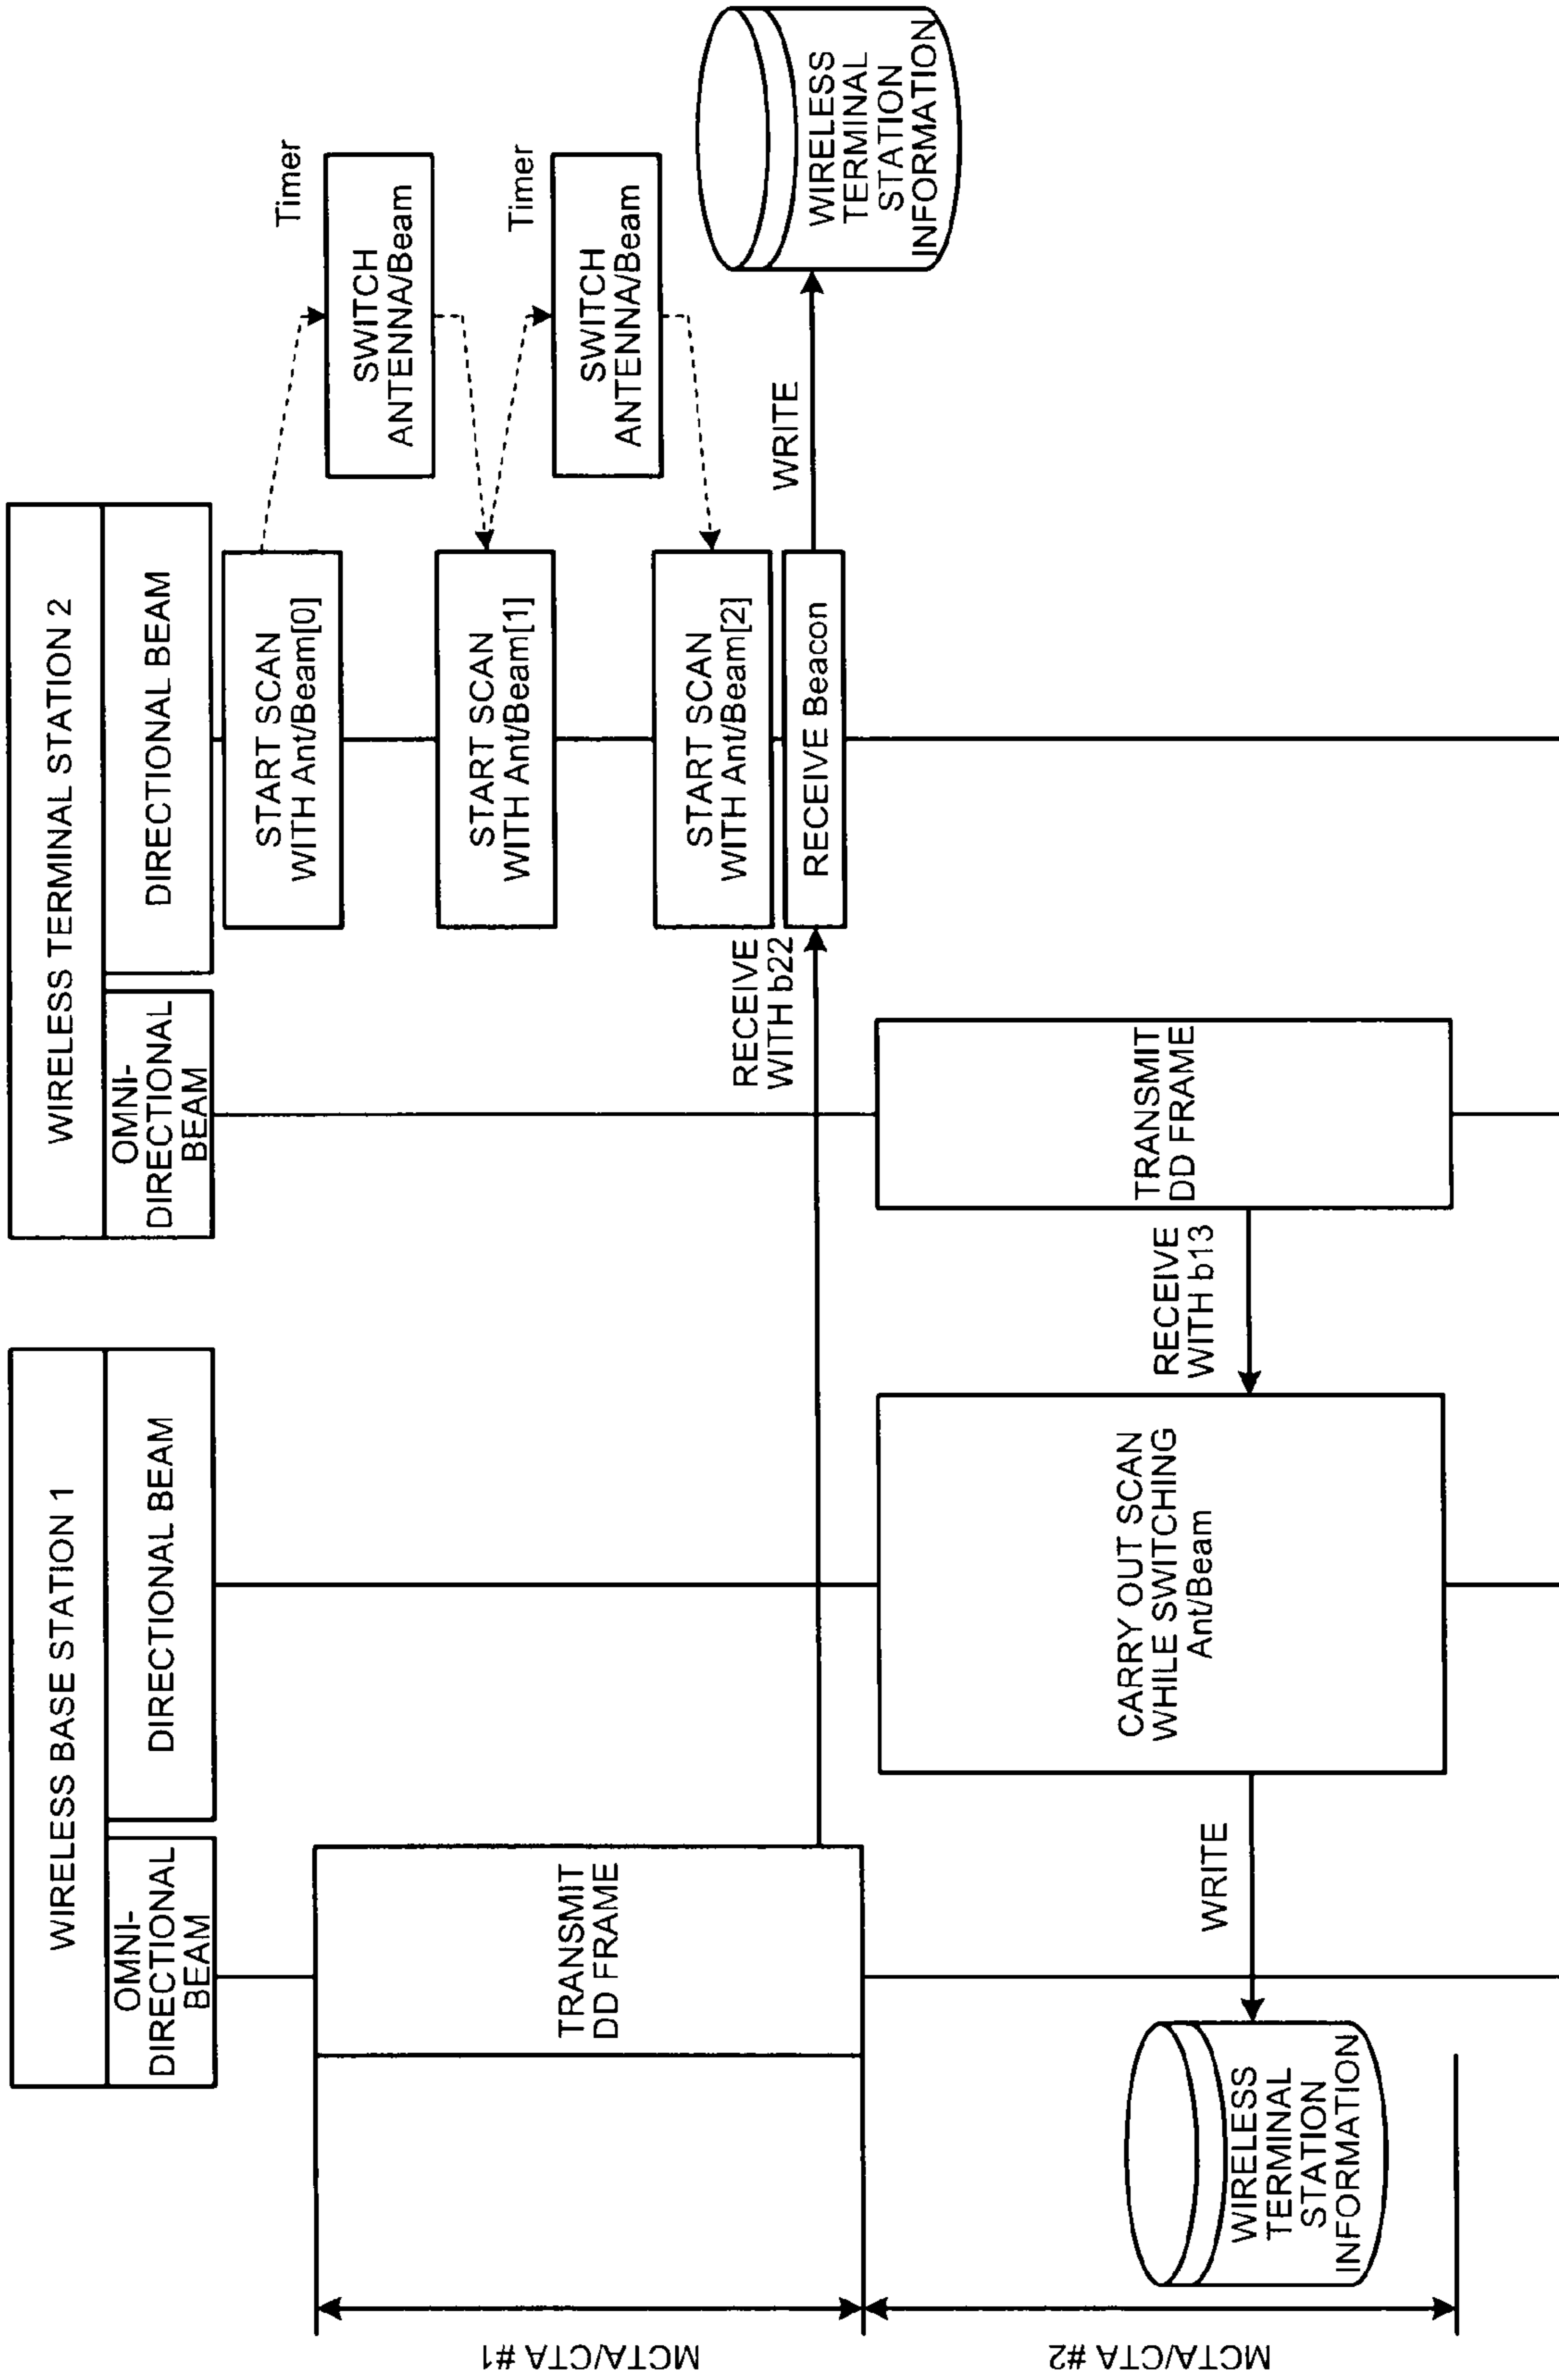 WIRELESS BASE STATION 1
OMNI-
DIRECTIONAL
BEAM
DIRECTIONAL BEAM
WIRELESS TERMINAL STATION 2
OMNI-
DIRECTIONAL
BEAM
DIRECTIONAL BEAM
START SCAN
WITH Ant/Beam[0]
Timer
SWITCH
ANTENNA/Beam
START SCAN
WITH Ant/Beam[1]
Timer
SWITCH
ANTENNA/Beam
START SCAN
WITH Ant/Beam[2]
MCTA/CTA #1
TRANSMIT
DD FRAME
RECEIVE
WITH b22
RECEIVE Beacon
WRITE
WIRELESS
TERMINAL
STATION
INFORMATION
MCTA/CTA #2
WIRELESS
TERMINAL
STATION
INFORMATION
WRITE
CARRY OUT SCAN
WHILE SWITCHING
Ant/Beam
RECEIVE
WITH b13
TRANSMIT
DD FRAME